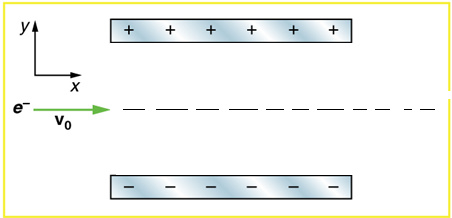 y
+ + + + + +
x
e⁻
v₀
− − − − − −